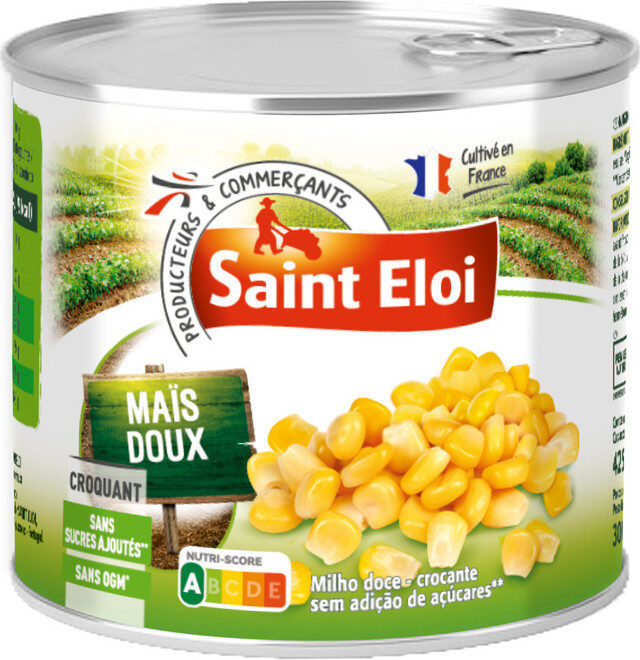 Cultivé en
France
PRODUCTEURS & COMMERÇANTS
Saint Eloi
MAÏS
DOUX
CROQUANT
SANS
SUCRES AJOUTÉS**
SANS OGM*
NUTRI-SCORE
A B C D E
Milho doce - crocante
sem adição de açúcares**